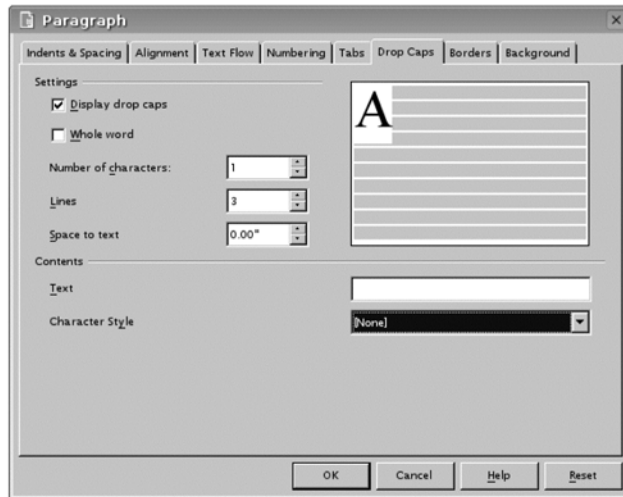 Paragraph
Indents & Spacing Alignment Text Flow Numbering Tabs Drop Caps Borders Background
Settings
Display drop caps
Whole word
Number of characters: 1
Lines 3
Space to text 0.00"
A
Contents
Text
Character Style [None]
OK Cancel Help Reset